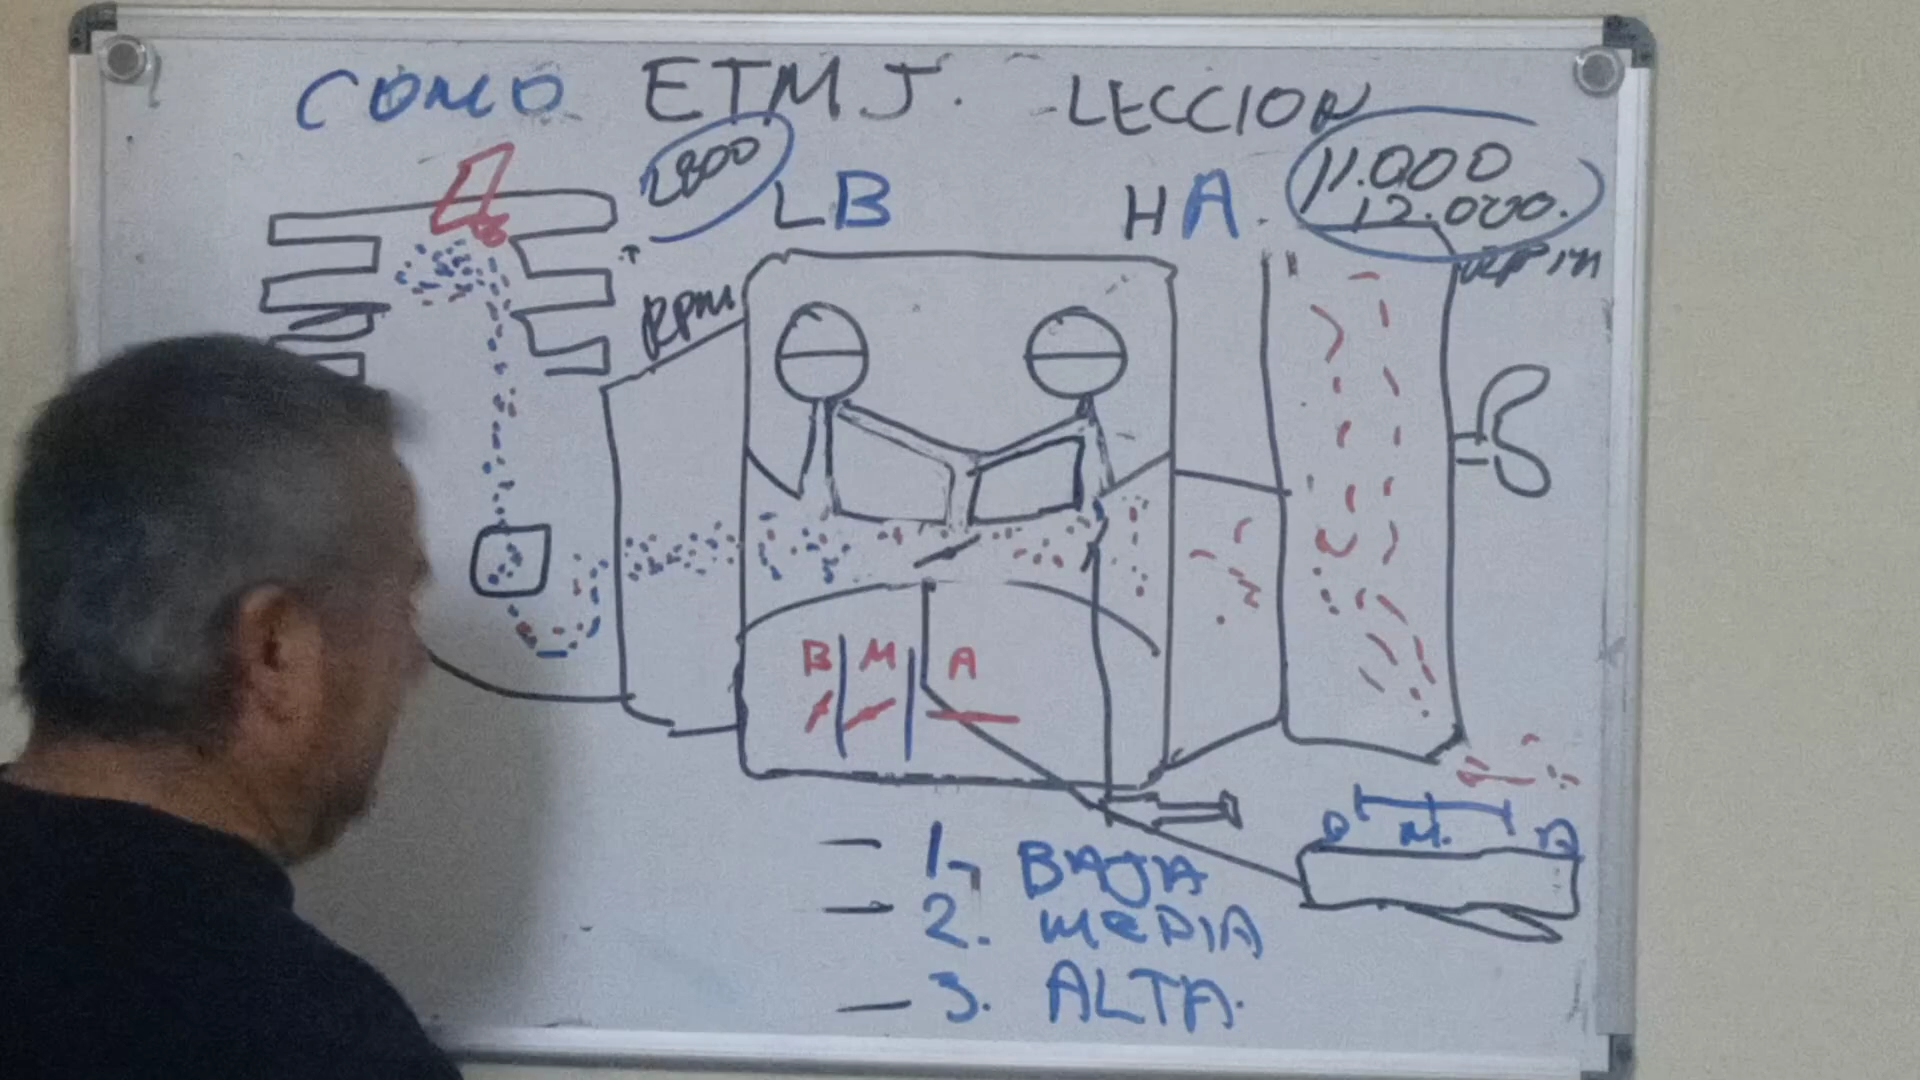 COMO ETMJ. LECCION
2800 LB HA. 11.000
12.000.
RPM RPM
B M A
M.
1. BAJA
2. MEDIA
3. ALTA.